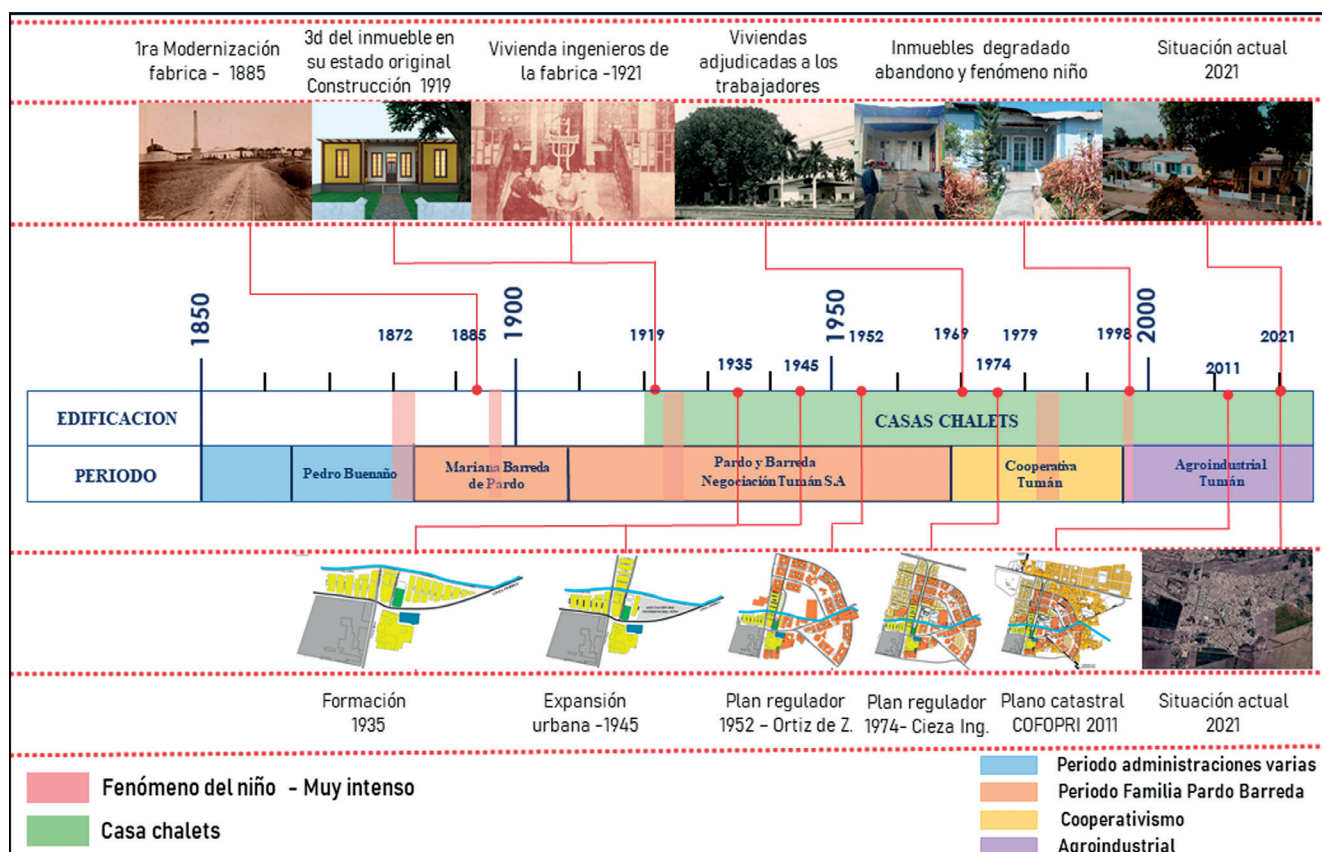 1ra Modernización
fabrica - 1885
3d del inmueble en
su estado original
Construcción 1919
Vivienda ingenieros de
la fabrica -1921
Viviendas
adjudicadas a los
trabajadores
Inmuebles degradado
abandono y fenómeno niño
Situación actual
2021
1850
1872
1885
1900
1919
1935
1945
1950
1952
1969
1974
1979
1998
2000
2011
2021
EDIFICACION
CASAS CHALETS
PERIODO
Pedro Buenaño
Mariana Barreda
de Pardo
Pardo y Barreda
Negociación Tumán S.A
Cooperativa
Tumán
Agroindustrial
Tumán
Formación
1935
Expansión
urbana -1945
Plan regulador
1952 – Ortiz de Z.
Plan regulador
1974- Cieza Ing.
Plano catastral
COFOPRI 2011
Situación actual
2021
Fenómeno del niño - Muy intenso
Casa chalets
Periodo administraciones varias
Periodo Familia Pardo Barreda
Cooperativismo
Agroindustrial